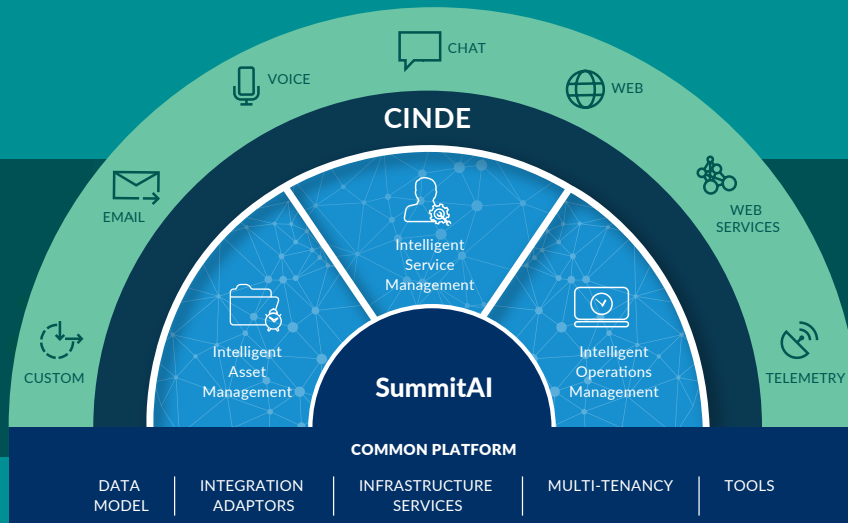 CHAT
VOICE
WEB
CINDE
EMAIL
WEB
SERVICES
Intelligent
Service
Management
Intelligent
Asset
Management
Intelligent
Operations
Management
CUSTOM
TELEMETRY
SummitAI
COMMON PLATFORM
DATA
MODEL
INTEGRATION
ADAPTORS
INFRASTRUCTURE
SERVICES
MULTI-TENANCY
TOOLS